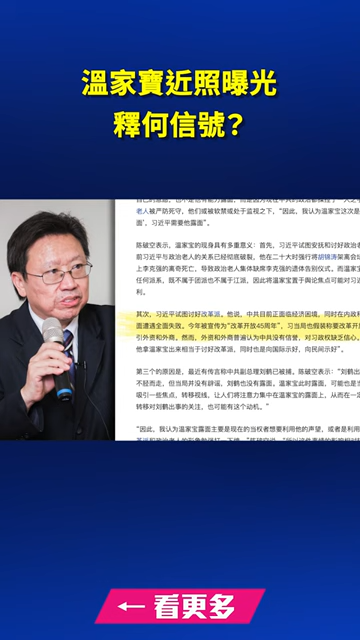 溫家寶近照曝光
釋何信號？
老人被严防死守，他们或被软禁或处于监视之下，“因此，我认为温家宝这次是
面’，习近平需要他露面”。
陈破空表示，温家宝的现身具有多重意义：首先，习近平试图安抚和讨好政治老
前习近平与政治老人的关系已经彻底破裂。他在二十大时强行将胡锦涛架离会场
上李克强的离奇死亡，导致政治老人集体缺席李克强的遗体告别仪式。而温家宝
任何派系，既不属于团派也不属于江派，因此将温家宝置于舆论焦点可能对习近
利。
其次，习近平试图讨好改革派。他说，中共目前正面临经济困境，同时在内政和
面遭遇全面失败。今年被宣传为“改革开放45周年”，习当局也假装称要改革开放
引外资和外商。然而，外资和外商普遍认为中共没有信誉，对习政权缺乏信心。
他拿温家宝出来相当于讨好改革派，同时也是向国际示好、向民间示好”。
第三个的原因是，最近有传言称中共副总理刘鹤已被捕。陈破空表示：“刘鹤出
不胫而走，但当局并没有辟谣，刘鹤也没有露面。温家宝此时露面，可能也是当
吸引一些焦点，转移视线，让人们将注意力集中在温家宝的露面上，从而在一定
转移对刘鹤出事的关注，也可能有这个动机。”
“因此，我认为温家宝露面主要是现在的当权者想要利用他的声望，或者是利用
看更多